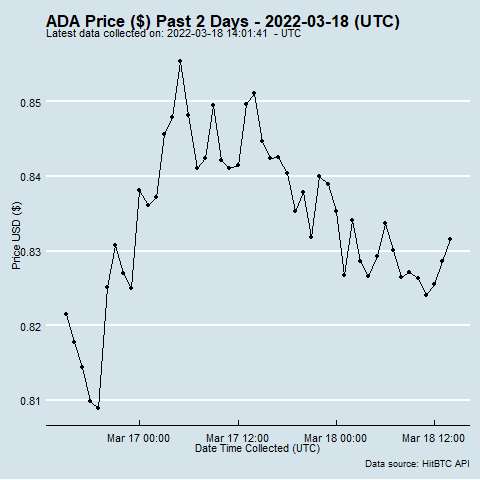 ADA Price ($) Past 2 Days - 2022-03-18 (UTC)
Latest data collected on: 2022-03-18 14:01:41  - UTC
0.85
0.84
0.83
0.82
0.81
Price USD ($)
Mar 17 00:00 Mar 17 12:00 Mar 18 00:00 Mar 18 12:00
Date Time Collected (UTC)
Data source: HitBTC API